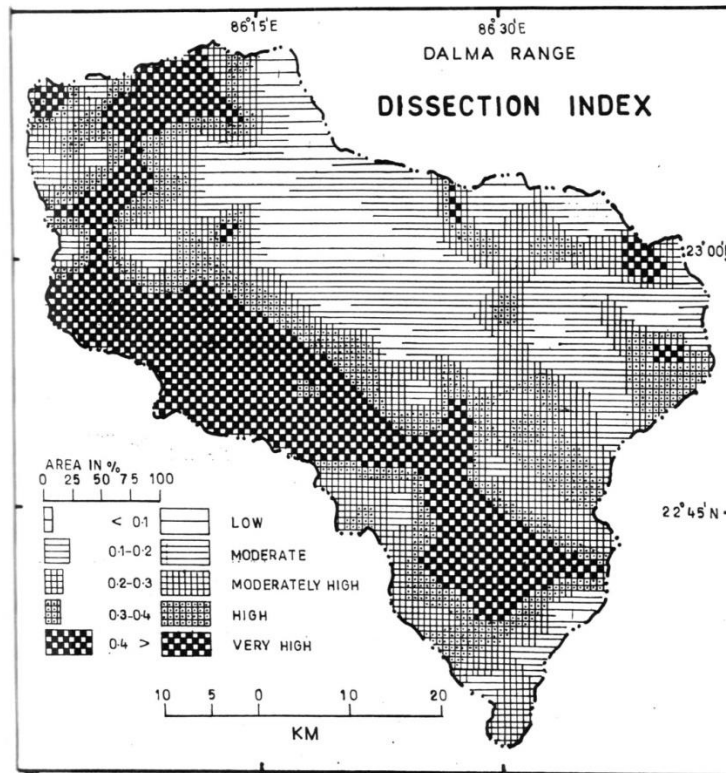 86°15'E
86°30'E
DALMA RANGE
DISSECTION INDEX
23°00'
AREA IN %
0 25 50 75 100
< 0·1 LOW
0·1-0·2 MODERATE
0·2-0·3 MODERATELY HIGH
0·3-0·4 HIGH
0·4 > VERY HIGH
22°45'N
10 5 0 10 20
KM